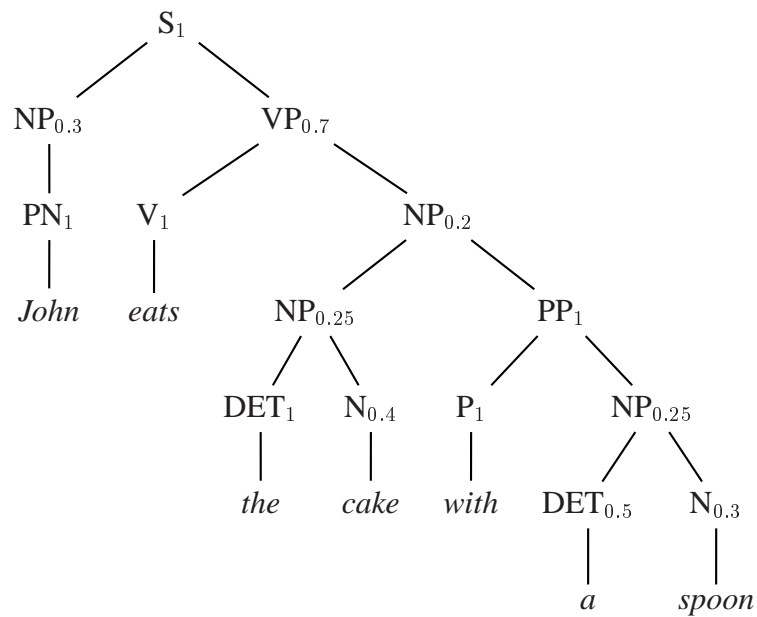 S₁
NP₀.₃ VP₀.₇
PN₁ V₁ NP₀.₂
John eats NP₀.₂₅ PP₁
DET₁ N₀.₄ P₁ NP₀.₂₅
the cake with DET₀.₅ N₀.₃
a spoon